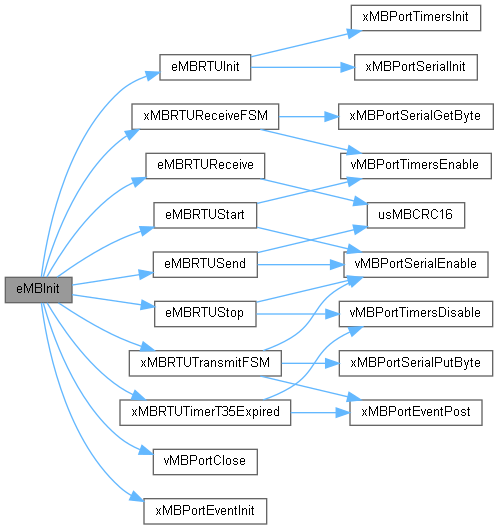 eMBInit
eMBRTUInit
xMBRTUReceiveFSM
eMBRTUReceive
eMBRTUStart
eMBRTUSend
eMBRTUStop
xMBRTUTransmitFSM
xMBRTUTimerT35Expired
vMBPortClose
xMBPortEventInit
xMBPortTimersInit
xMBPortSerialInit
xMBPortSerialGetByte
vMBPortTimersEnable
usMBCRC16
vMBPortSerialEnable
vMBPortTimersDisable
xMBPortSerialPutByte
xMBPortEventPost